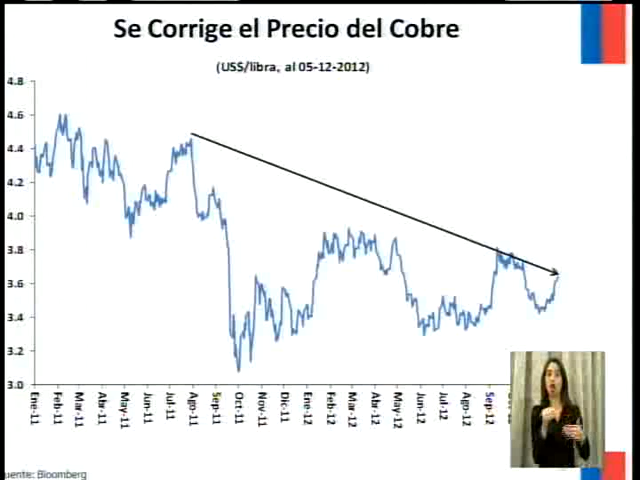 Se Corrige el Precio del Cobre
(US$/libra, al 05-12-2012)
4.8
4.6
4.4
4.2
4.0
3.8
3.6
3.4
3.2
3.0
Ene-11
Feb-11
Mar-11
Abr-11
May-11
Jun-11
Jul-11
Ago-11
Sep-11
Oct-11
Nov-11
Dic-11
Ene-12
Feb-12
Mar-12
Abr-12
May-12
Jun-12
Jul-12
Ago-12
Sep-12
uente: Bloomberg